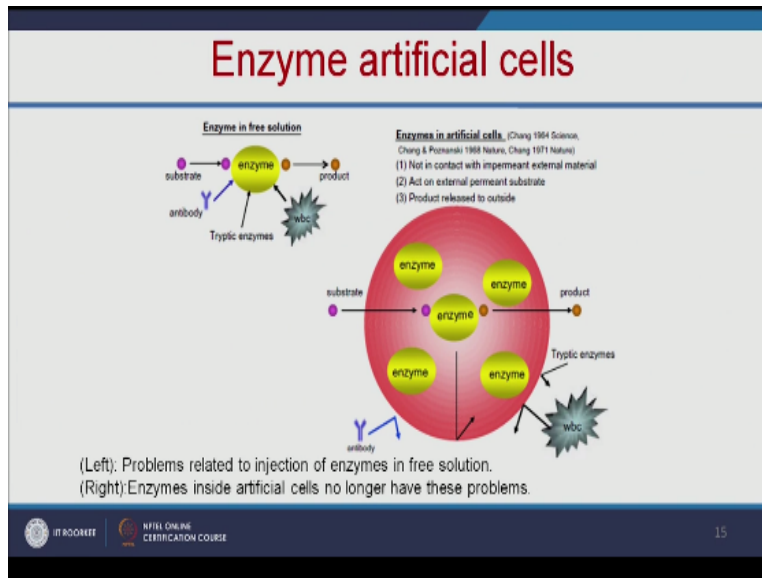 Enzyme artificial cells
Enzyme in free solution
substrate
enzyme
product
antibody
wbc
Tryptic enzymes
Enzymes in artificial cells (Chang 1964 Science,
Chang & Poznanski 1968 Nature, Chang 1971 Nature)
(1) Not in contact with impermeant external material
(2) Act on external permeant substrate
(3) Product released to outside
enzyme
enzyme
substrate
product
enzyme
Tryptic enzymes
enzyme
enzyme
wbc
antibody
(Left): Problems related to injection of enzymes in free solution.
(Right):Enzymes inside artificial cells no longer have these problems.
IIT ROORKEE
NPTEL ONLINE
CERTIFICATION COURSE
15